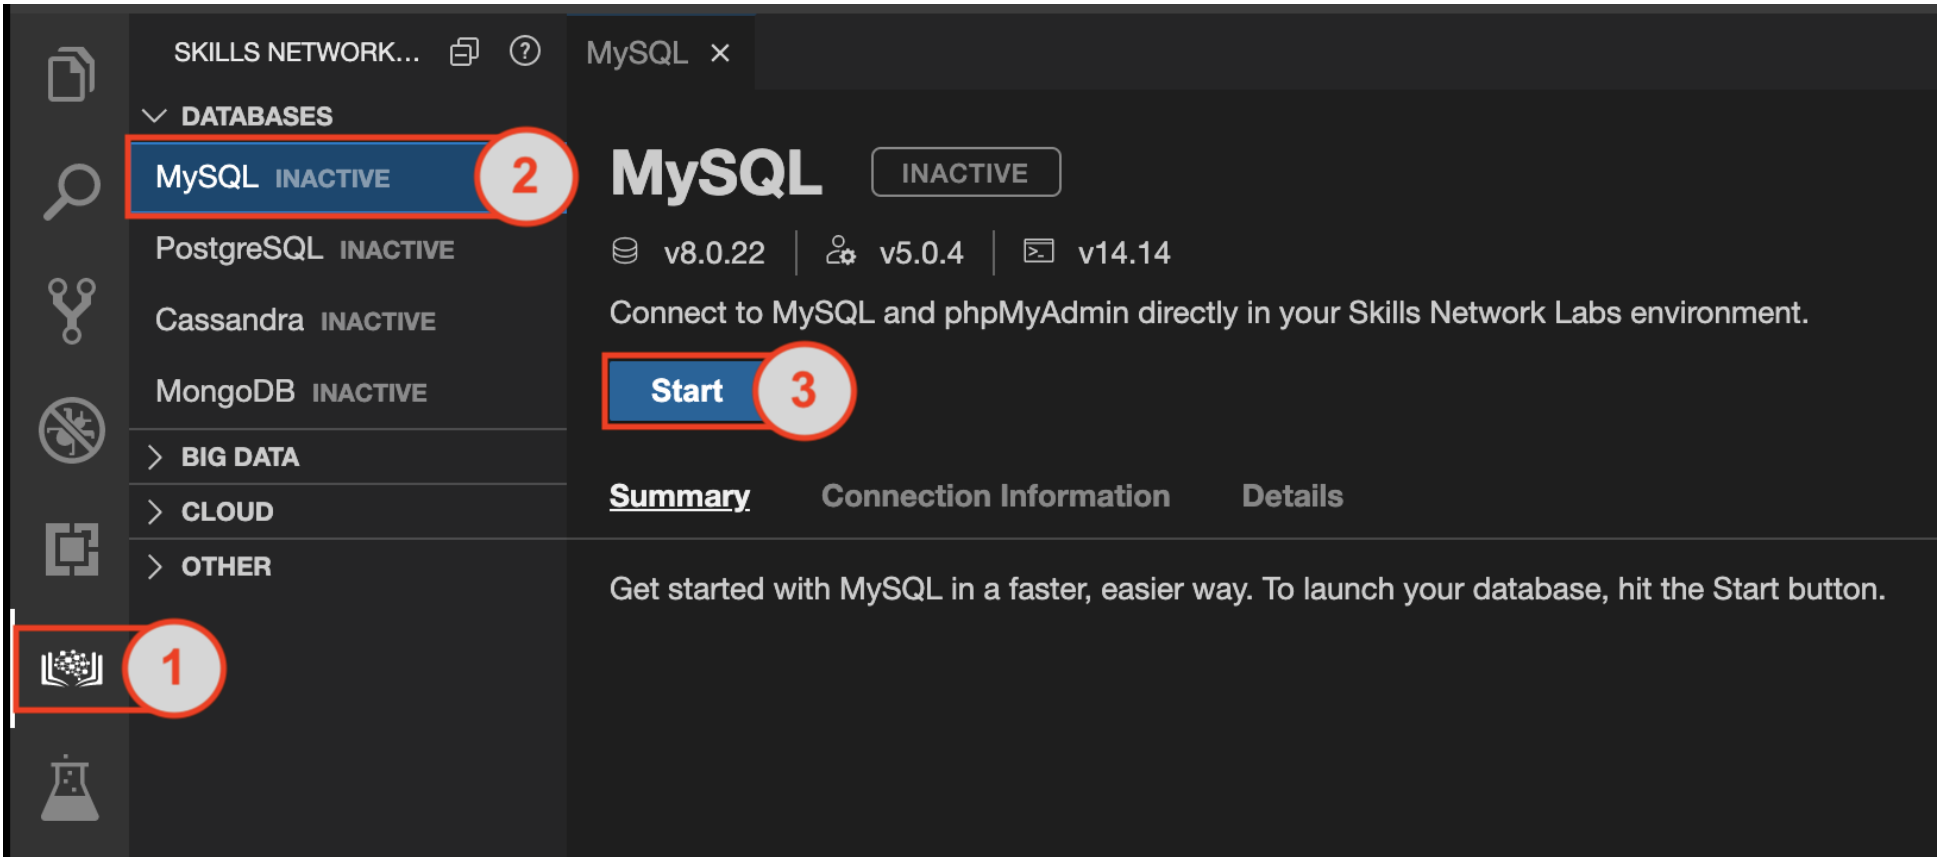 SKILLS NETWORK...
DATABASES
MySQL INACTIVE
2
PostgreSQL INACTIVE
Cassandra INACTIVE
MongoDB INACTIVE
BIG DATA
CLOUD
OTHER
1
MySQL
MySQL INACTIVE
v8.0.22 v5.0.4 v14.14
Connect to MySQL and phpMyAdmin directly in your Skills Network Labs environment.
Start
3
Summary Connection Information Details
Get started with MySQL in a faster, easier way. To launch your database, hit the Start button.